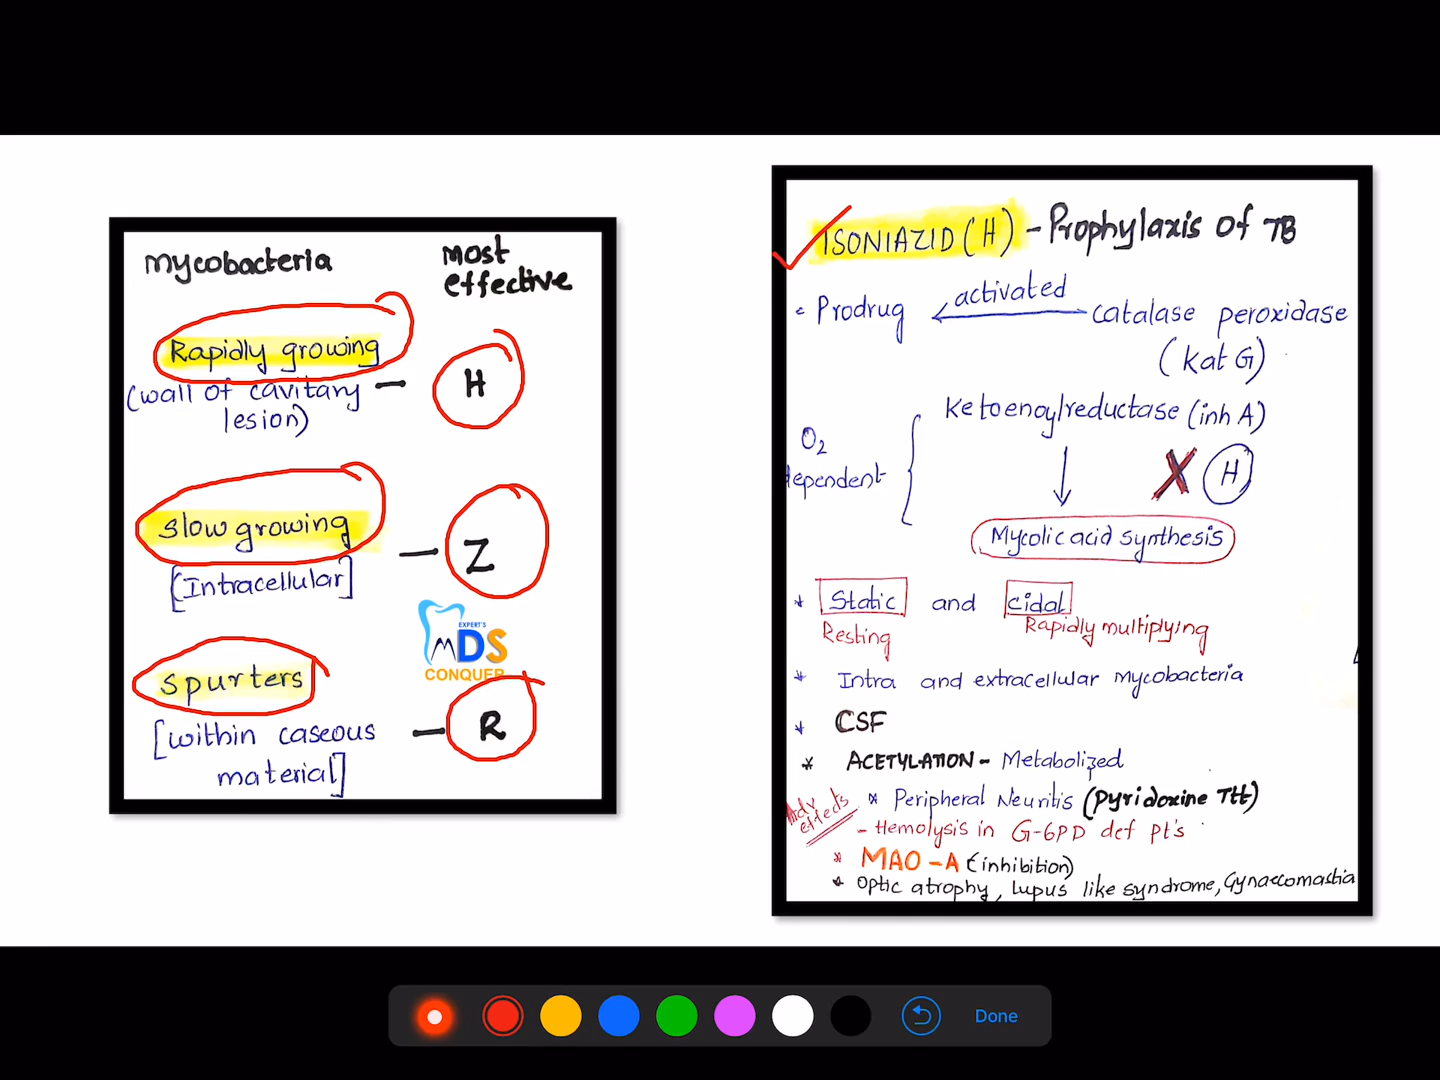 Mycobacteria
most effective
Rapidly growing
(wall of cavitary lesion)
— H
Slow growing
[Intracellular]
— Z
EXPERT'S
MDS
CONQUER
Spurters
[within caseous material]
— R
ISONIAZID (H) - Prophylaxis of TB
Prodrug ← activated catalase peroxidase
(Kat G)
O2 dependent
Ketoenoylreductase (inh A)
X H
Mycolic acid synthesis
* Static and cidal
Resting Rapidly multiplying
* Intra and extracellular Mycobacteria
* CSF
* ACETYLATION - Metabolized
Adv effects
* Peripheral Neuritis (Pyridoxine Ttt)
- Hemolysis in G-6PD def pt's
* MAO - A (inhibition)
* Optic atrophy, Lupus like syndrome, Gynaecomastia
Done